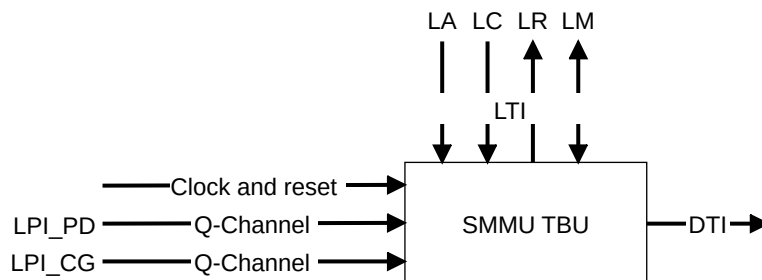 LA LC LR LM
LTI
Clock and reset
LPI_PD Q-Channel SMMU TBU DTI
LPI_CG Q-Channel